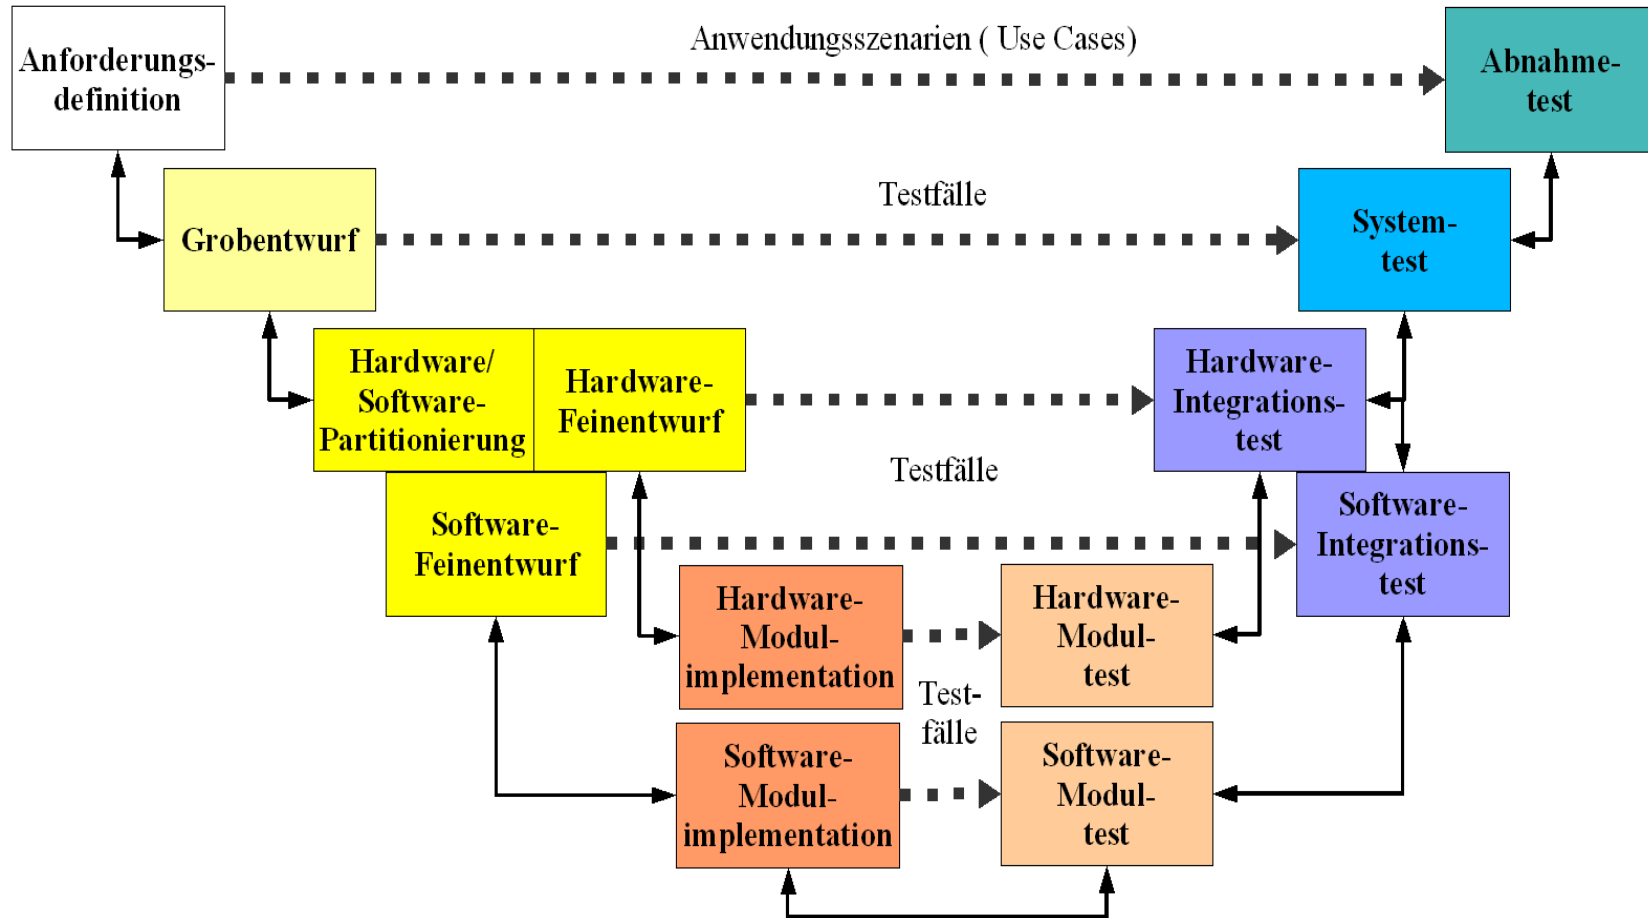 Anforderungs-
definition
Anwendungsszenarien ( Use Cases)
Abnahme-
test
Grobentwurf
Testfälle
System-
test
Hardware/
Software-
Partitionierung
Hardware-
Feinentwurf
Hardware-
Integrations-
test
Testfälle
Software-
Feinentwurf
Software-
Integrations-
test
Hardware-
Modul-
implementation
Hardware-
Modul-
test
Test-
fälle
Software-
Modul-
implementation
Software-
Modul-
test